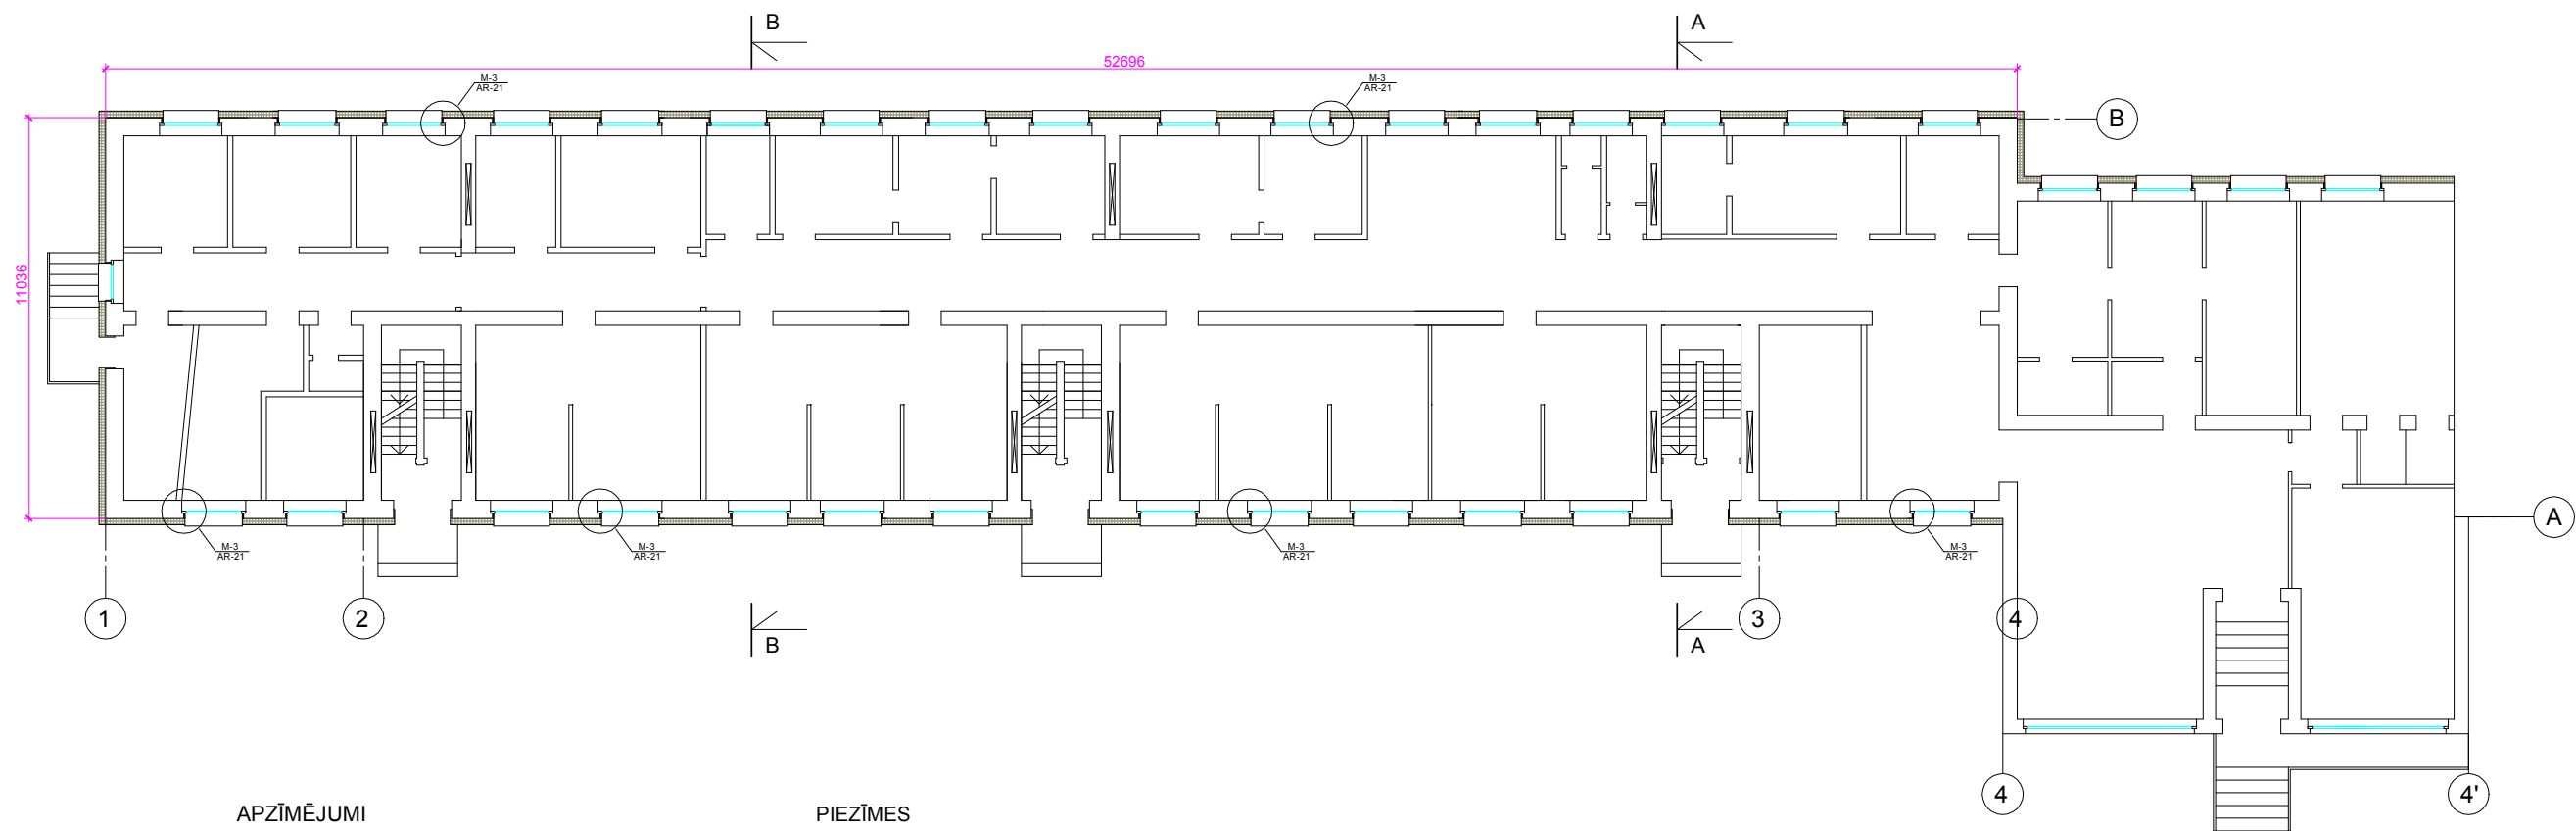 B
A
52696
M-3
AR-21
M-3
AR-21
B
11036
A
M-3
AR-21
M-3
AR-21
M-3
AR-21
M-3
AR-21
1
2
B
A
3
4
4
4'
APZĪMĒJUMI
PIEZĪMES